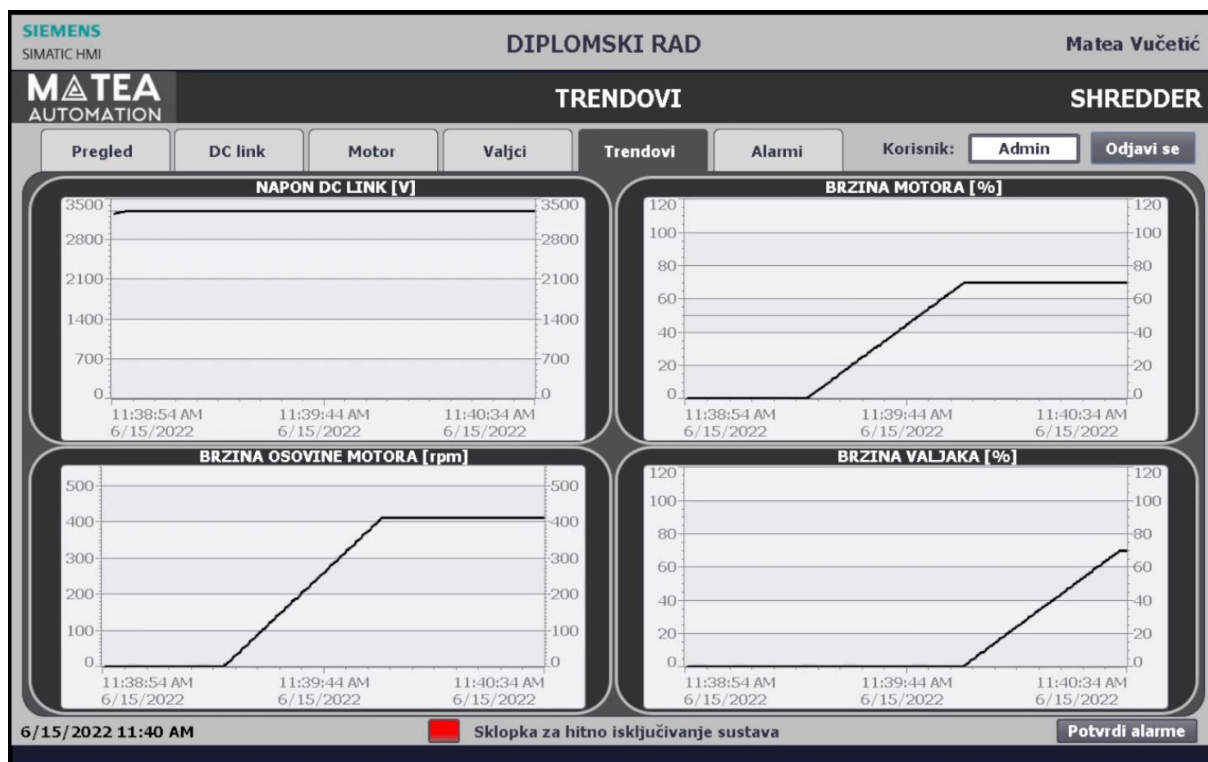 SIEMENS
SIMATIC HMI
DIPLOMSKI RAD
Matea Vučetić
MATEA
AUTOMATION
TRENDOVI
SHREDDER
Pregled
DC link
Motor
Valjci
Trendovi
Alarmi
Korisnik:
Admin
Odjavi se
NAPON DC LINK [V]
3500 3500
2800 2800
2100 2100
1400 1400
700 700
0 0
11:38:54 AM 11:39:44 AM 11:40:34 AM
6/15/2022 6/15/2022 6/15/2022
BRZINA MOTORA [%]
120 120
100 100
80 80
60 60
40 40
20 20
0 0
11:38:54 AM 11:39:44 AM 11:40:34 AM
6/15/2022 6/15/2022 6/15/2022
BRZINA OSOVINE MOTORA [rpm]
500 500
400 400
300 300
200 200
100 100
0 0
11:38:54 AM 11:39:44 AM 11:40:34 AM
6/15/2022 6/15/2022 6/15/2022
BRZINA VALJAKA [%]
120 120
100 100
80 80
60 60
40 40
20 20
0 0
11:38:54 AM 11:39:44 AM 11:40:34 AM
6/15/2022 6/15/2022 6/15/2022
6/15/2022 11:40 AM
Sklopka za hitno isključivanje sustava
Potvrdi alarme